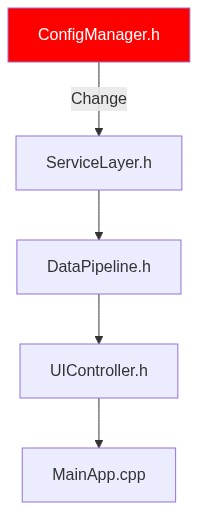 ConfigManager.h
Change
ServiceLayer.h
DataPipeline.h
UIController.h
MainApp.cpp